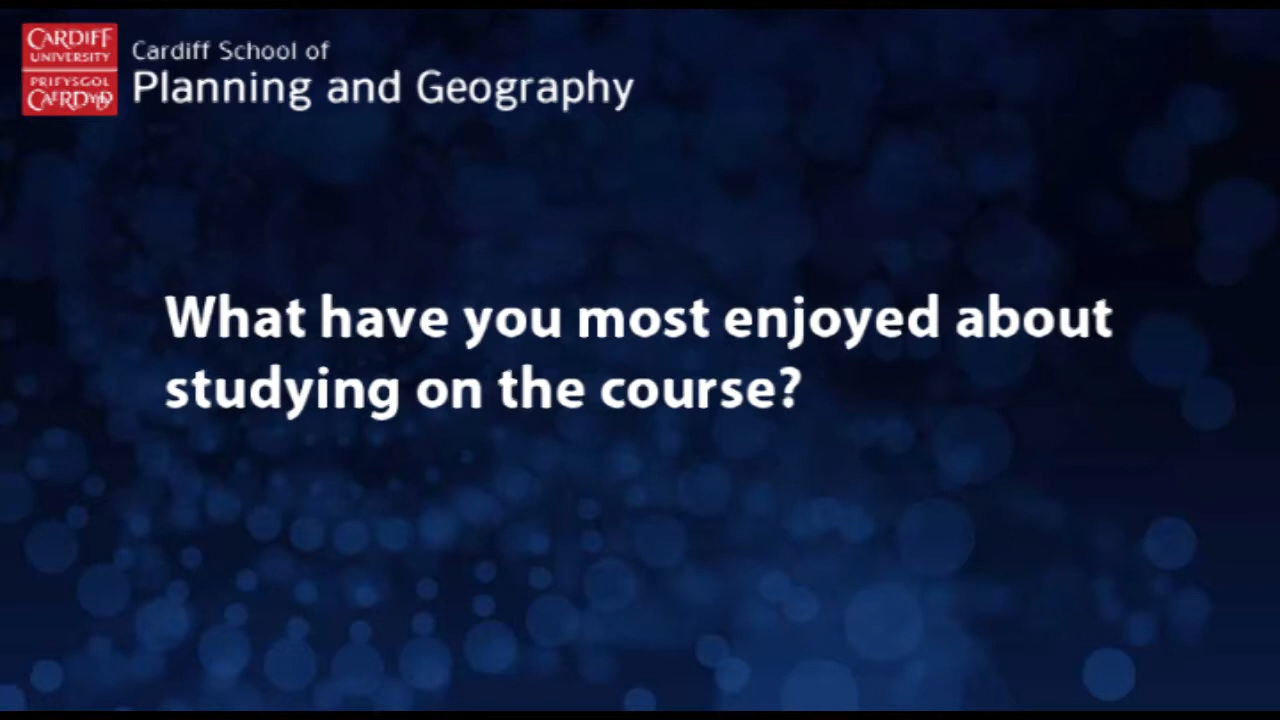 CARDIFF
UNIVERSITY
PRIFYSGOL
CAERDYDD
Cardiff School of
Planning and Geography
What have you most enjoyed about
studying on the course?